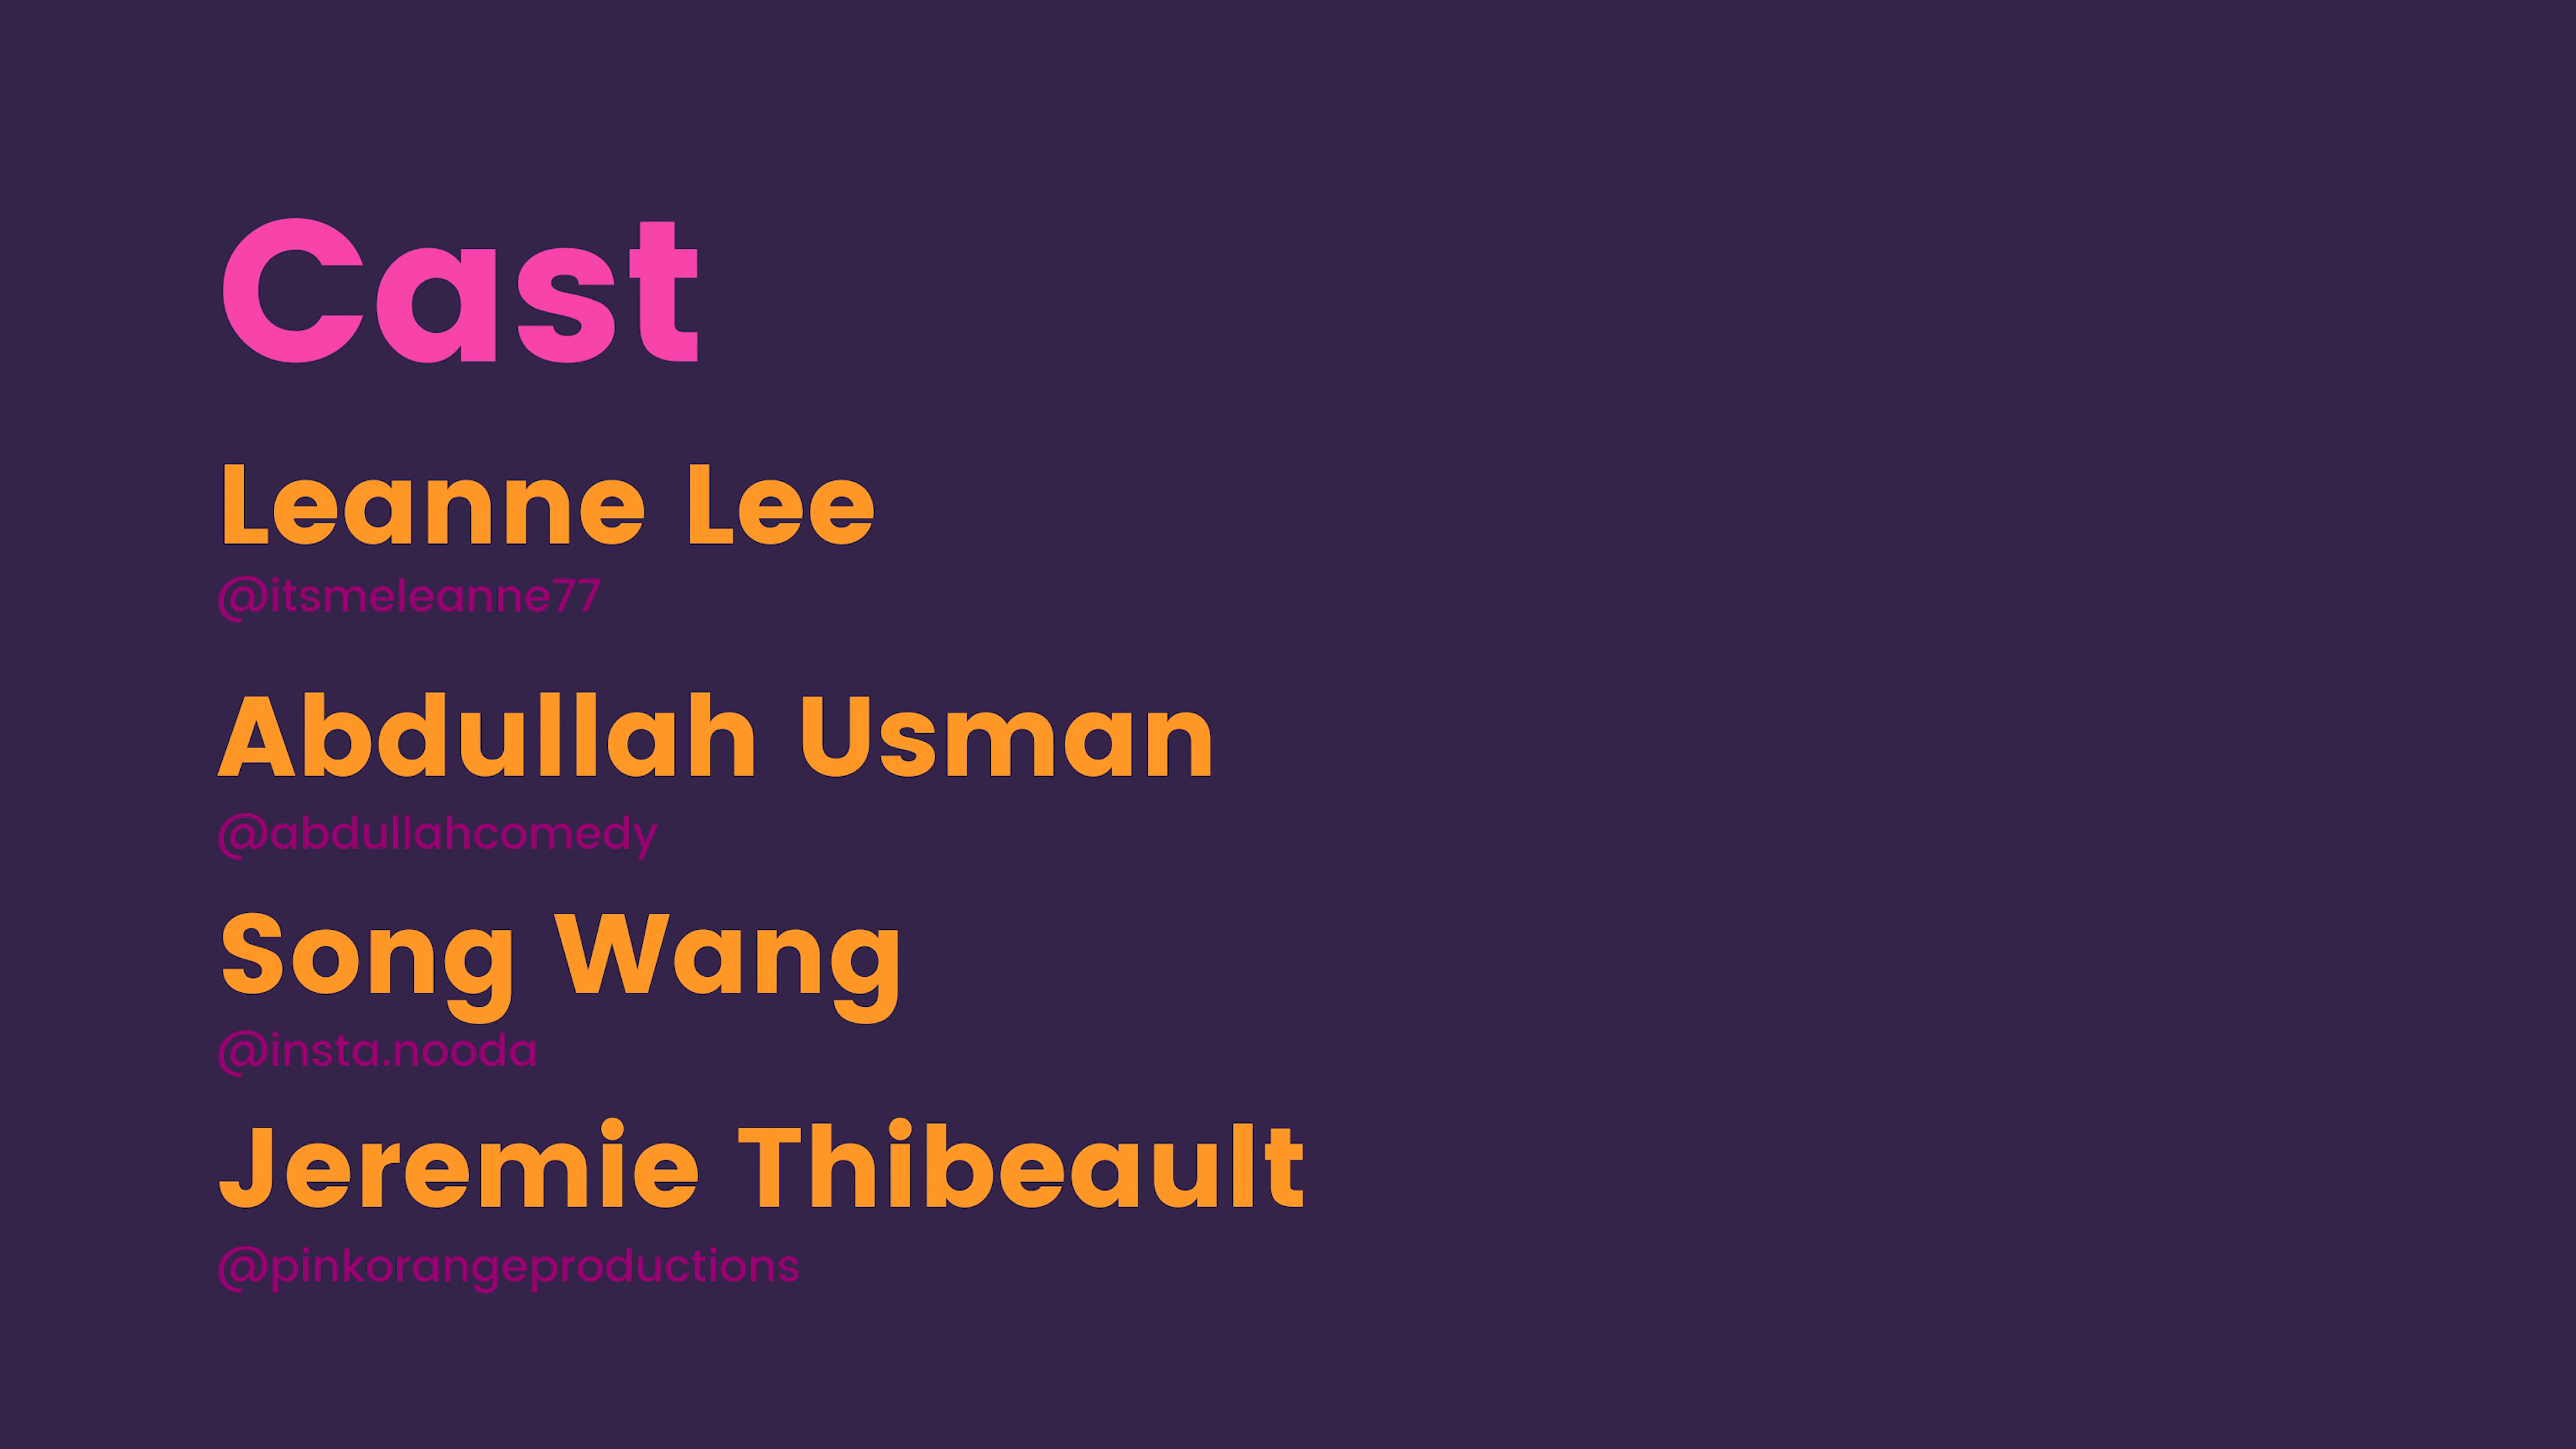 Cast
Leanne Lee
@itsmeleanne77
Abdullah Usman
@abdullahcomedy
Song Wang
@insta.nooda
Jeremie Thibeault
@pinkorangeproductions